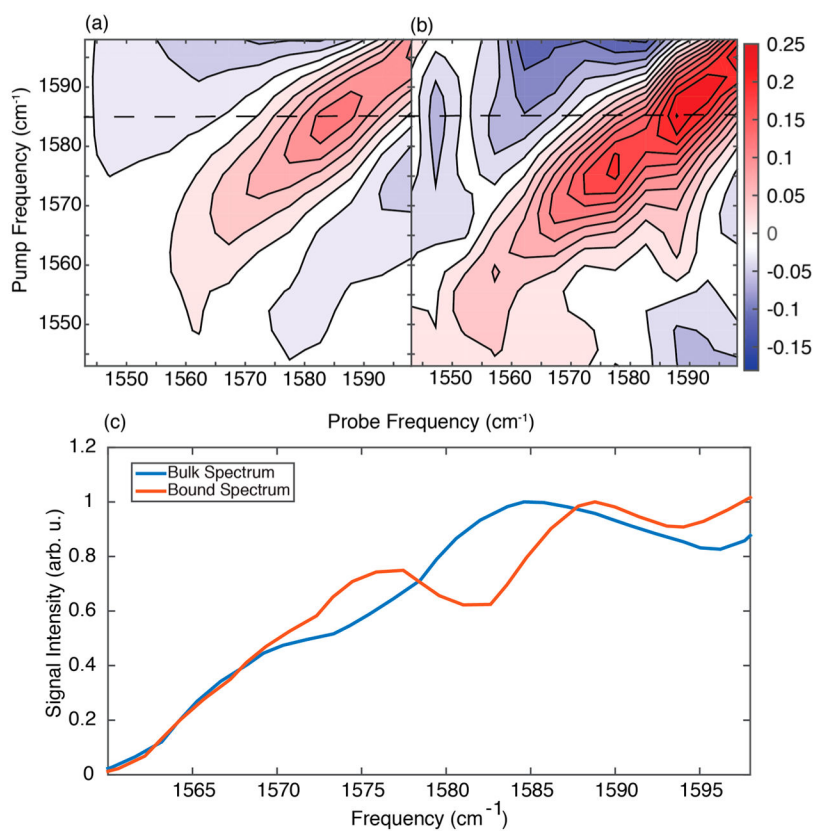 (a)
(b)
Pump Frequency (cm-1)
1590
1580
1570
1560
1550
1550 1560 1570 1580 1590
1550 1560 1570 1580 1590
0.25
0.2
0.15
0.1
0.05
0
-0.05
-0.1
-0.15
(c)
Probe Frequency (cm-1)
Signal Intensity (arb. u.)
1.2
1
0.8
0.6
0.4
0.2
0
Bulk Spectrum
Bound Spectrum
1565 1570 1575 1580 1585 1590 1595
Frequency (cm-1)